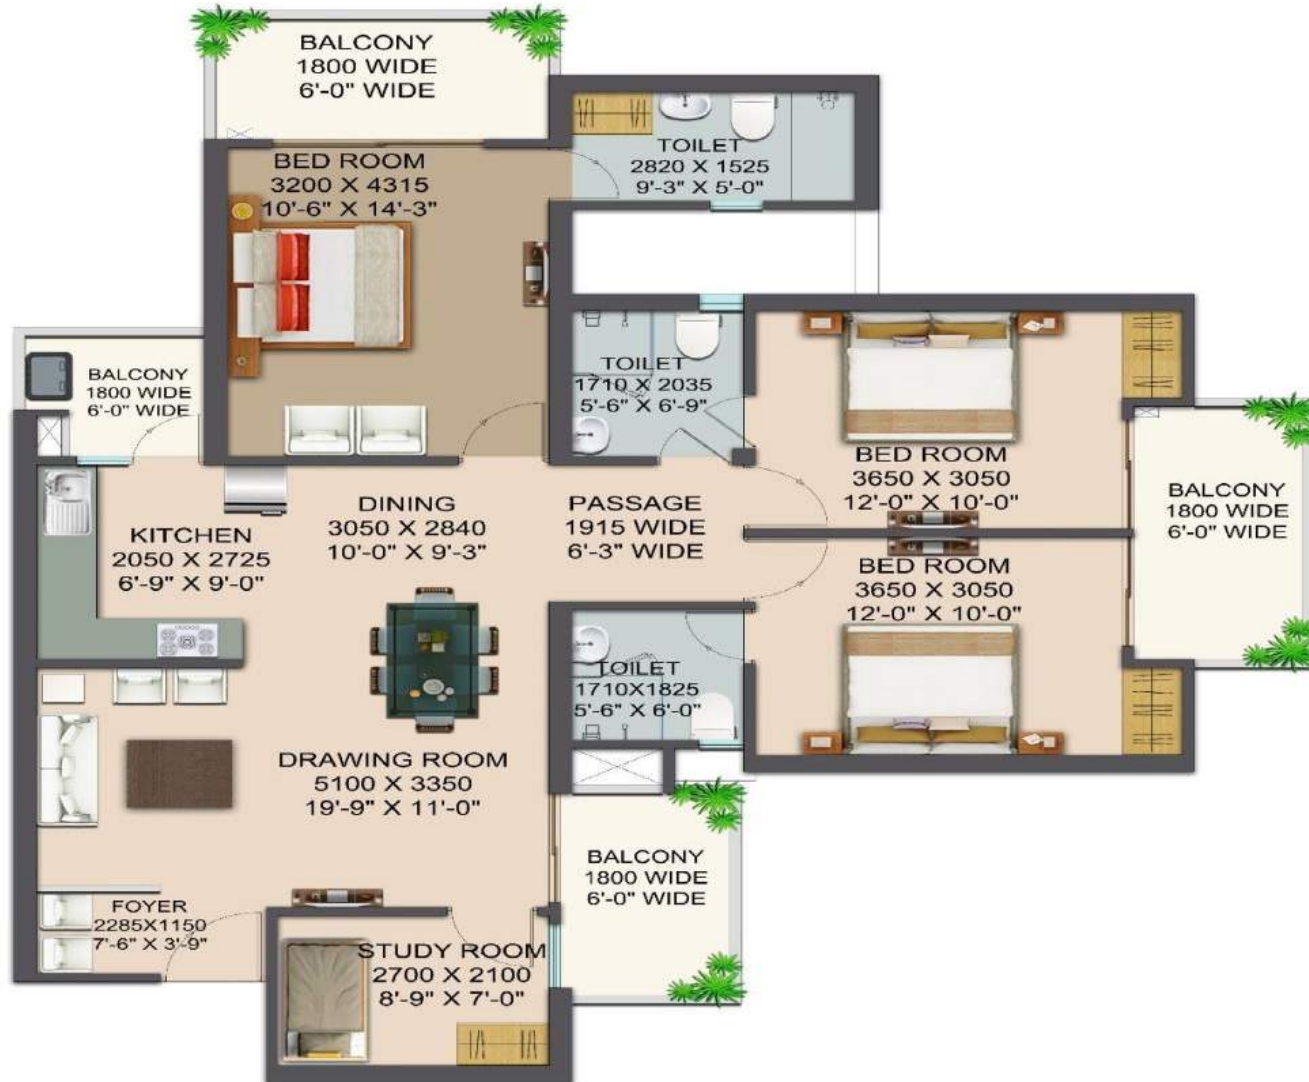 BALCONY
1800 WIDE
6'-0" WIDE
TOILET
2820 X 1525
9'-3" X 5'-0"
BED ROOM
3200 X 4315
10'-6" X 14'-3"
BALCONY
1800 WIDE
6'-0" WIDE
TOILET
1710 X 2035
5'-6" X 6'-9"
BED ROOM
3650 X 3050
12'-0" X 10'-0"
BALCONY
1800 WIDE
6'-0" WIDE
KITCHEN
2050 X 2725
6'-9" X 9'-0"
DINING
3050 X 2840
10'-0" X 9'-3"
PASSAGE
1915 WIDE
6'-3" WIDE
BED ROOM
3650 X 3050
12'-0" X 10'-0"
TOILET
1710X1825
5'-6" X 6'-0"
DRAWING ROOM
5100 X 3350
19'-9" X 11'-0"
BALCONY
1800 WIDE
6'-0" WIDE
FOYER
2285X1150
7'-6" X 3'-9"
STUDY ROOM
2700 X 2100
8'-9" X 7'-0"